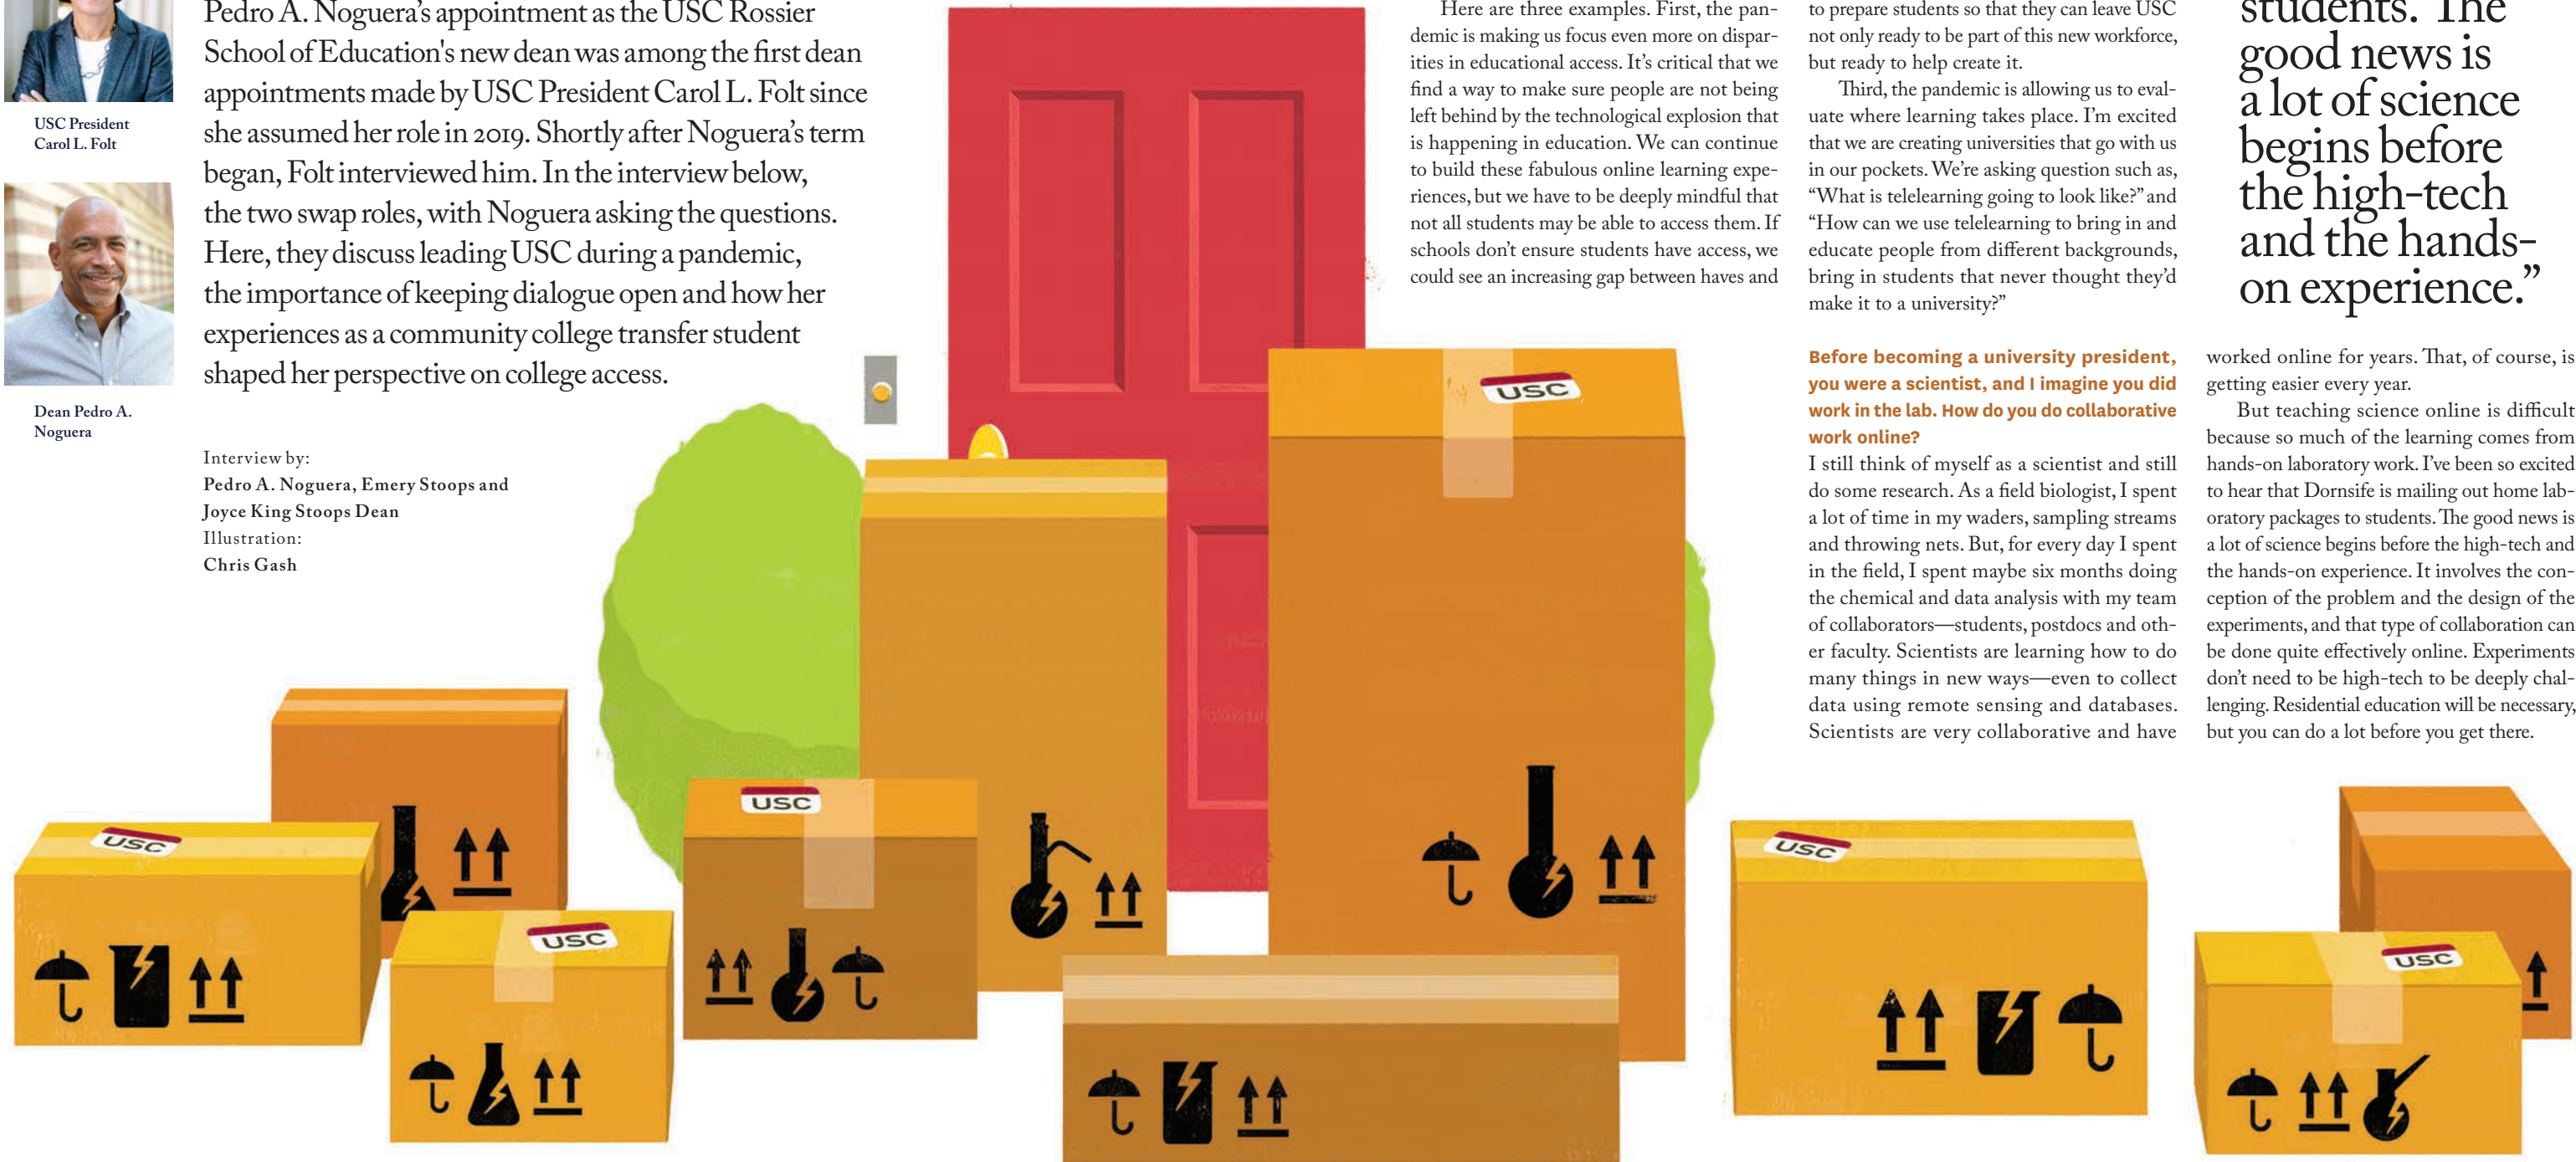 USC President
Carol L. Folt
Dean Pedro A.
Noguera
Pedro A. Noguera's appointment as the USC Rossier
School of Education's new dean was among the first dean
appointments made by USC President Carol L. Folt since
she assumed her role in 2019. Shortly after Noguera's term
began, Folt interviewed him. In the interview below,
the two swap roles, with Noguera asking the questions.
Here, they discuss leading USC during a pandemic,
the importance of keeping dialogue open and how her
experiences as a community college transfer student
shaped her perspective on college access.
Interview by:
Pedro A. Noguera, Emery Stoops and
Joyce King Stoops Dean
Illustration:
Chris Gash
Here are three examples. First, the pan-
demic is making us focus even more on dispar-
ities in educational access. It's critical that we
find a way to make sure people are not being
left behind by the technological explosion that
is happening in education. We can continue
to build these fabulous online learning expe-
riences, but we have to be deeply mindful that
not all students may be able to access them. If
schools don't ensure students have access, we
could see an increasing gap between haves and
to prepare students so that they can leave USC
not only ready to be part of this new workforce,
but ready to help create it.
Third, the pandemic is allowing us to eval-
uate where learning takes place. I'm excited
that we are creating universities that go with us
in our pockets. We're asking question such as,
“What is telelearning going to look like?” and
“How can we use telelearning to bring in and
educate people from different backgrounds,
bring in students that never thought they'd
make it to a university?”
Before becoming a university president,
you were a scientist, and I imagine you did
work in the lab. How do you do collaborative
work online?
I still think of myself as a scientist and still
do some research. As a field biologist, I spent
a lot of time in my waders, sampling streams
and throwing nets. But, for every day I spent
in the field, I spent maybe six months doing
the chemical and data analysis with my team
of collaborators—students, postdocs and oth-
er faculty. Scientists are learning how to do
many things in new ways—even to collect
data using remote sensing and databases.
Scientists are very collaborative and have
students. The
good news is
a lot of science
begins before
the high-tech
and the hands-
on experience.”
worked online for years. That, of course, is
getting easier every year.
But teaching science online is difficult
because so much of the learning comes from
hands-on laboratory work. I've been so excited
to hear that Dornsife is mailing out home lab-
oratory packages to students. The good news is
a lot of science begins before the high-tech and
the hands-on experience. It involves the con-
ception of the problem and the design of the
experiments, and that type of collaboration can
be done quite effectively online. Experiments
don't need to be high-tech to be deeply chal-
lenging. Residential education will be necessary,
but you can do a lot before you get there.
USC
USC
USC
USC
USC
USC